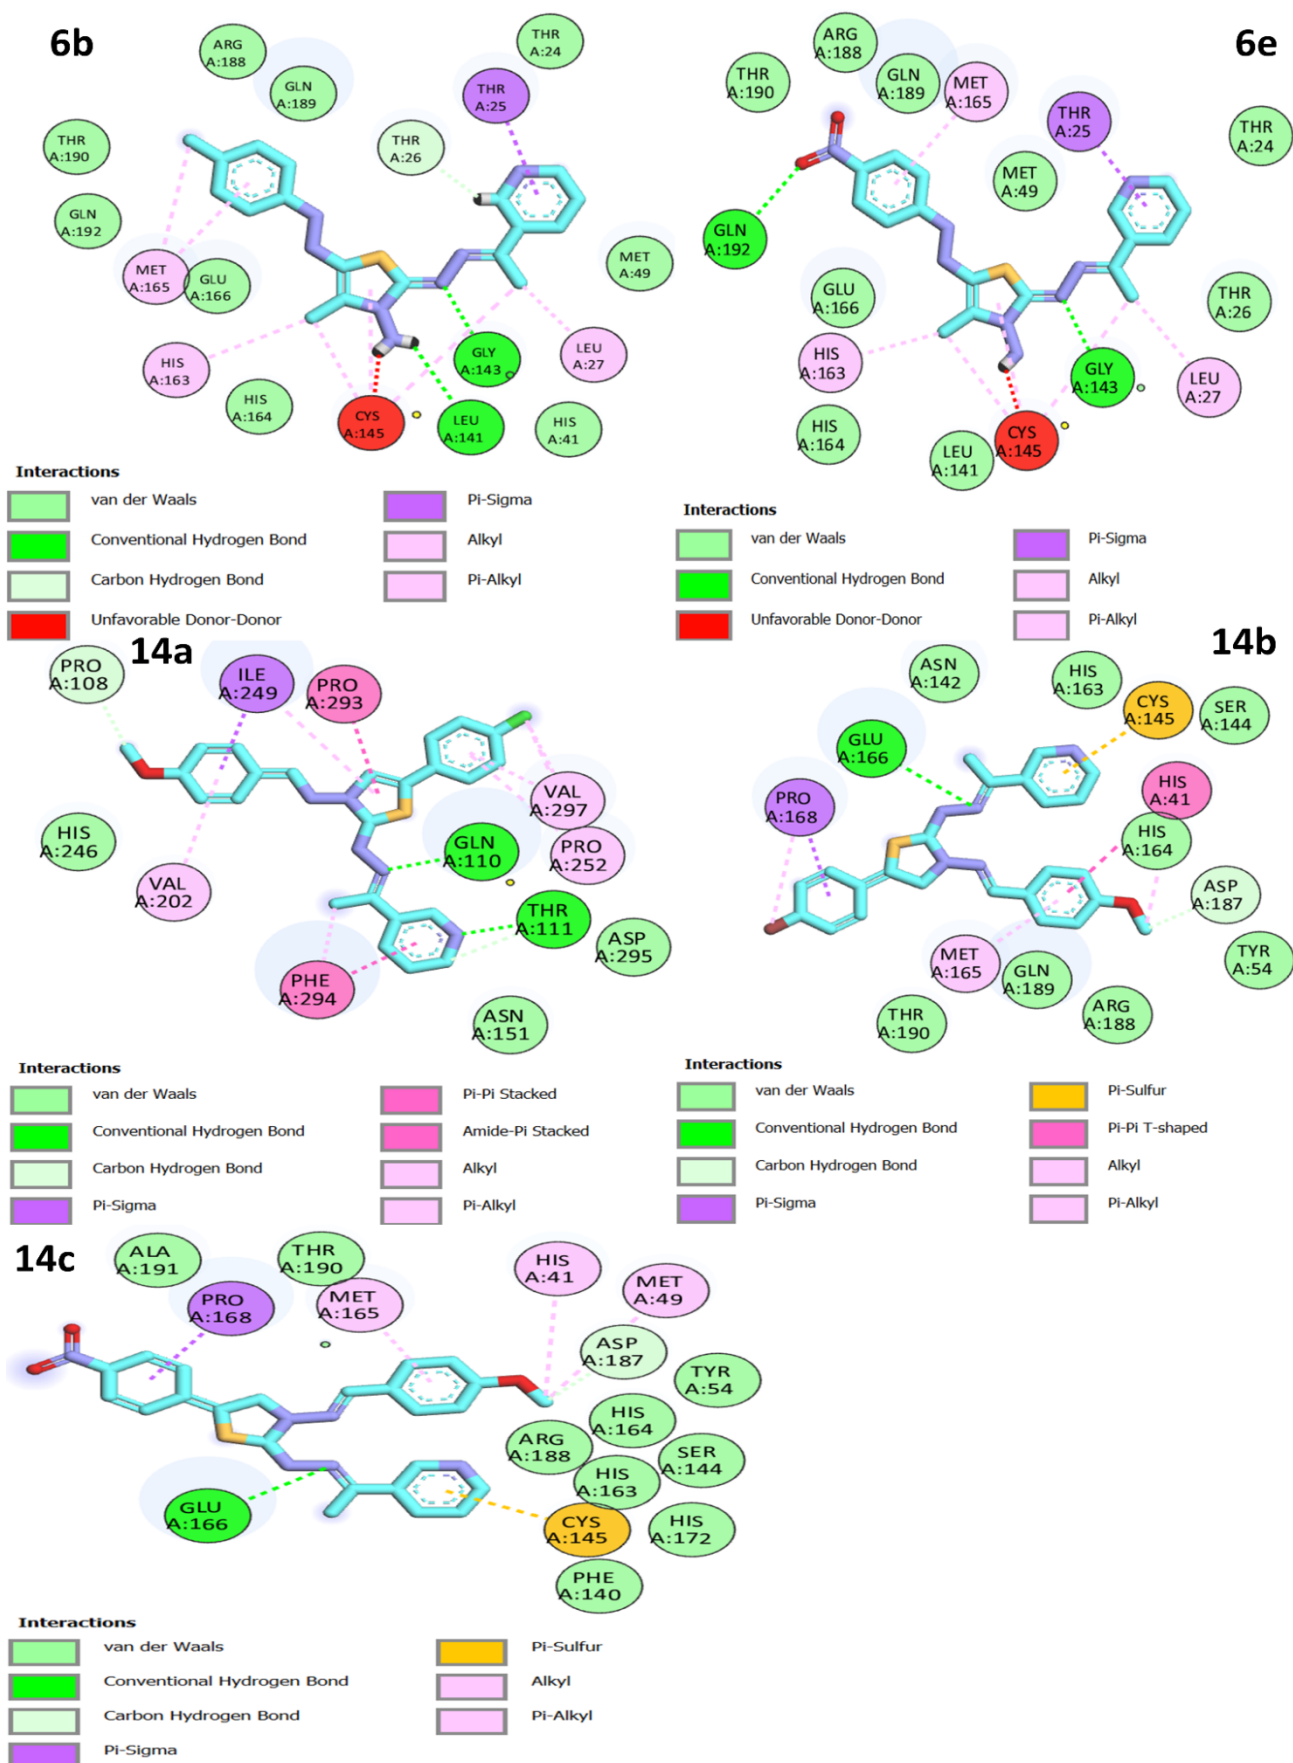 6b
ARG
A:188
GLN
A:189
THR
A:24
THR
A:25
THR
A:26
THR
A:190
GLN
A:192
MET
A:165
GLU
A:166
MET
A:49
HIS
A:163
HIS
A:164
CYS
A:145
GLY
A:143
LEU
A:141
LEU
A:27
HIS
A:41
Interactions
van der Waals
Conventional Hydrogen Bond
Carbon Hydrogen Bond
Unfavorable Donor-Donor
Pi-Sigma
Alkyl
Pi-Alkyl
6e
ARG
A:188
THR
A:190
GLN
A:189
MET
A:165
THR
A:25
THR
A:24
MET
A:49
GLN
A:192
GLU
A:166
THR
A:26
HIS
A:163
GLY
A:143
LEU
A:27
HIS
A:164
LEU
A:141
CYS
A:145
Interactions
van der Waals
Conventional Hydrogen Bond
Unfavorable Donor-Donor
Pi-Sigma
Alkyl
Pi-Alkyl
14a
PRO
A:108
ILE
A:249
PRO
A:293
VAL
A:297
GLN
A:110
PRO
A:252
HIS
A:246
VAL
A:202
THR
A:111
ASP
A:295
PHE
A:294
ASN
A:151
Interactions
van der Waals
Conventional Hydrogen Bond
Carbon Hydrogen Bond
Pi-Sigma
Pi-Pi Stacked
Amide-Pi Stacked
Alkyl
Pi-Alkyl
14b
ASN
A:142
HIS
A:163
CYS
A:145
SER
A:144
GLU
A:166
HIS
A:41
PRO
A:168
HIS
A:164
ASP
A:187
TYR
A:54
MET
A:165
GLN
A:189
THR
A:190
ARG
A:188
Interactions
van der Waals
Conventional Hydrogen Bond
Carbon Hydrogen Bond
Pi-Sigma
Pi-Sulfur
Pi-Pi T-shaped
Alkyl
Pi-Alkyl
14c
ALA
A:191
THR
A:190
PRO
A:168
MET
A:165
HIS
A:41
MET
A:49
ASP
A:187
TYR
A:54
HIS
A:164
ARG
A:188
SER
A:144
HIS
A:163
GLU
A:166
CYS
A:145
HIS
A:172
PHE
A:140
Interactions
van der Waals
Conventional Hydrogen Bond
Carbon Hydrogen Bond
Pi-Sigma
Pi-Sulfur
Alkyl
Pi-Alkyl